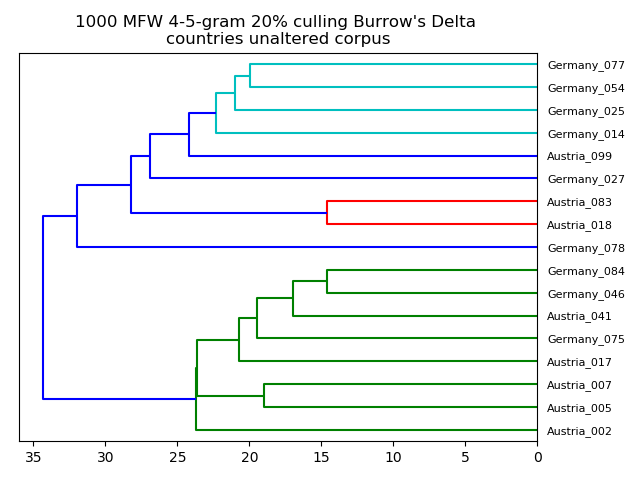 1000 MFW 4-5-gram 20% culling Burrow's Delta
countries unaltered corpus
Germany_077
Germany_054
Germany_025
Germany_014
Austria_099
Germany_027
Austria_083
Austria_018
Germany_078
Germany_084
Germany_046
Austria_041
Germany_075
Austria_017
Austria_007
Austria_005
Austria_002
35 30 25 20 15 10 5 0